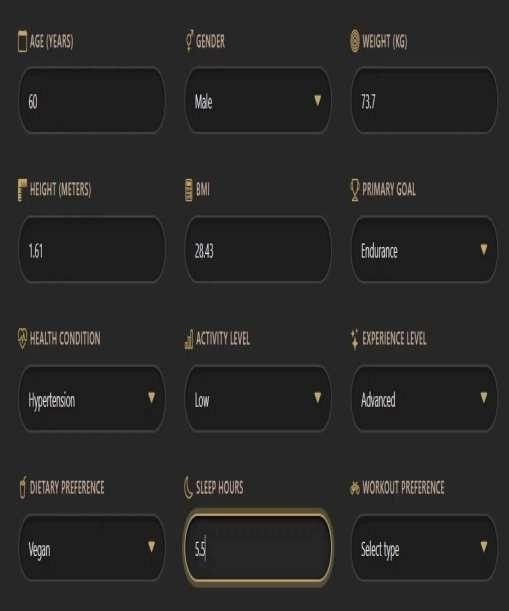 AGE (YEARS) GENDER WEIGHT (KG)
60 Male 73.7
HEIGHT (METERS) BMI PRIMARY GOAL
1.61 28.43 Endurance
HEALTH CONDITION ACTIVITY LEVEL EXPERIENCE LEVEL
Hypertension Low Advanced
DIETARY PREFERENCE SLEEP HOURS WORKOUT PREFERENCE
Vegan 5.5 Select type